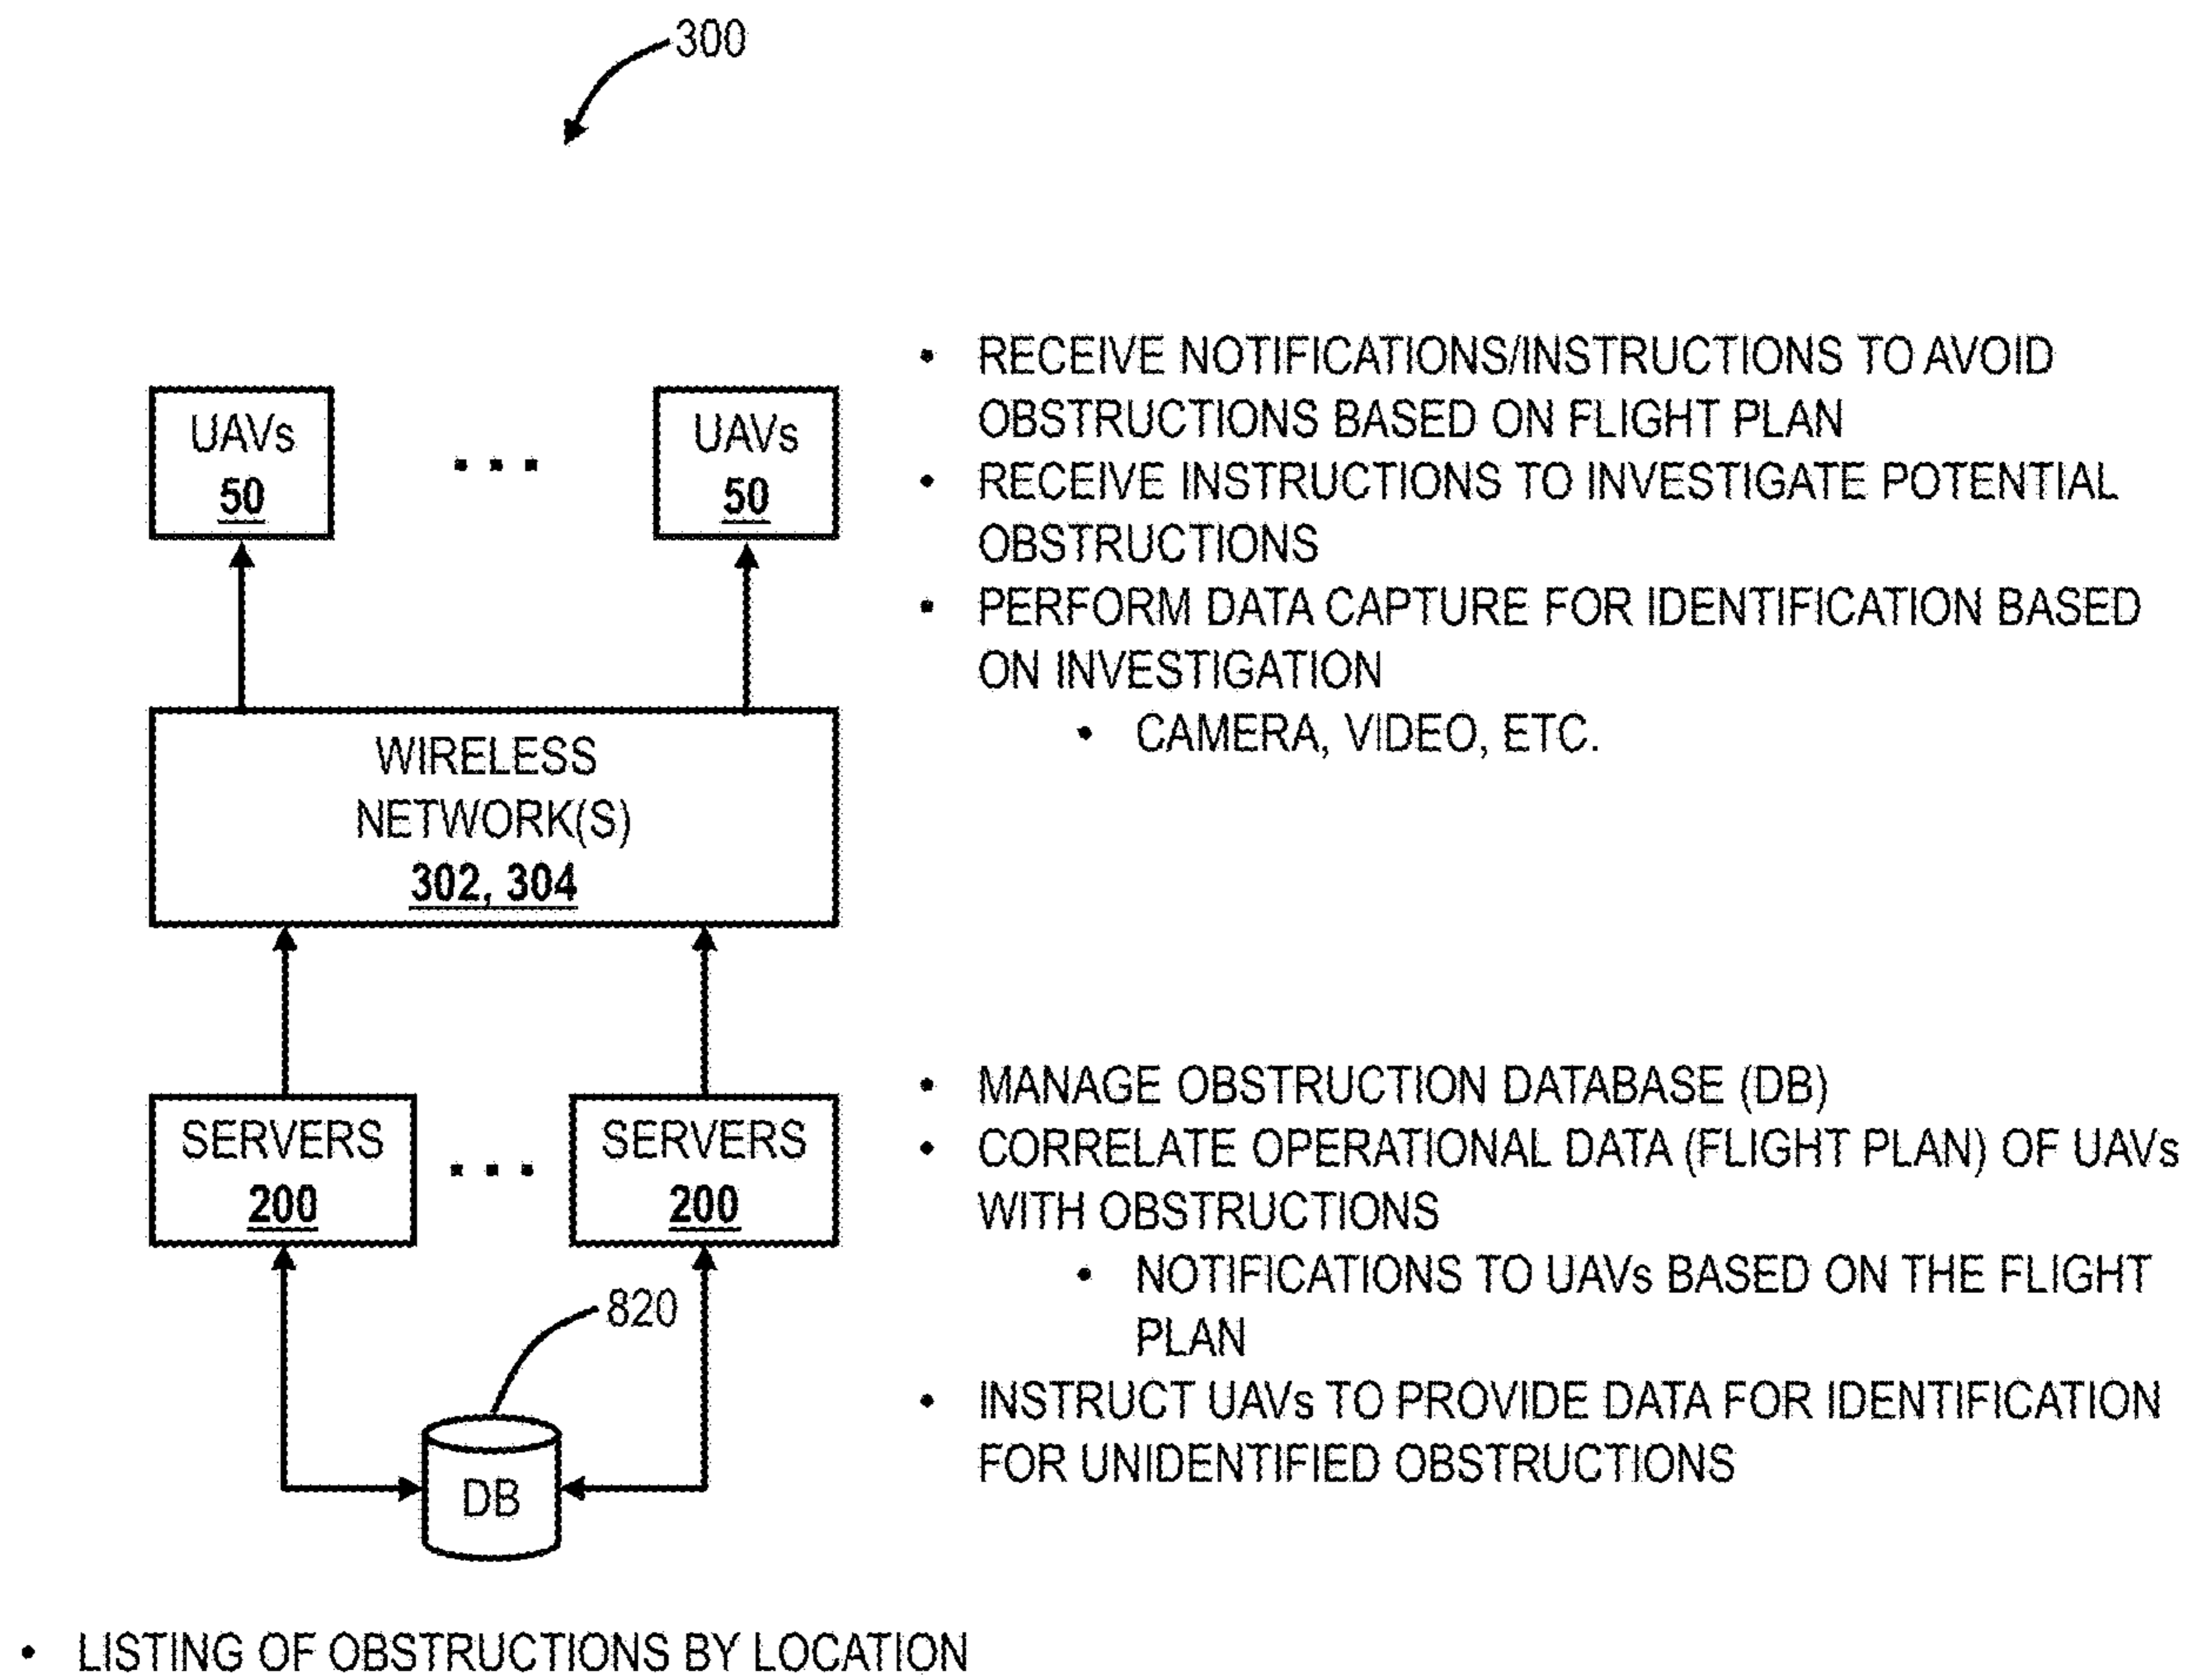 300
UAVs
50
...
UAVs
50
• RECEIVE NOTIFICATIONS/INSTRUCTIONS TO AVOID
OBSTRUCTIONS BASED ON FLIGHT PLAN
• RECEIVE INSTRUCTIONS TO INVESTIGATE POTENTIAL
OBSTRUCTIONS
• PERFORM DATA CAPTURE FOR IDENTIFICATION BASED
ON INVESTIGATION
• CAMERA, VIDEO, ETC.
WIRELESS
NETWORK(S)
302, 304
SERVERS
200
...
SERVERS
200
• MANAGE OBSTRUCTION DATABASE (DB)
• CORRELATE OPERATIONAL DATA (FLIGHT PLAN) OF UAVs
WITH OBSTRUCTIONS
• NOTIFICATIONS TO UAVs BASED ON THE FLIGHT
PLAN
• INSTRUCT UAVs TO PROVIDE DATA FOR IDENTIFICATION
FOR UNIDENTIFIED OBSTRUCTIONS
820
DB
• LISTING OF OBSTRUCTIONS BY LOCATION